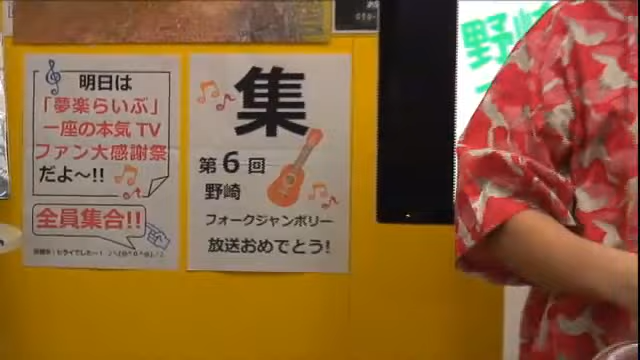 明日は
「夢楽らいぶ」
一座の本気TV
ファン大感謝祭
だよ～!!
全員集合!!
集
第6回
野崎
フォークジャンボリー
放送おめでとう!
野崎